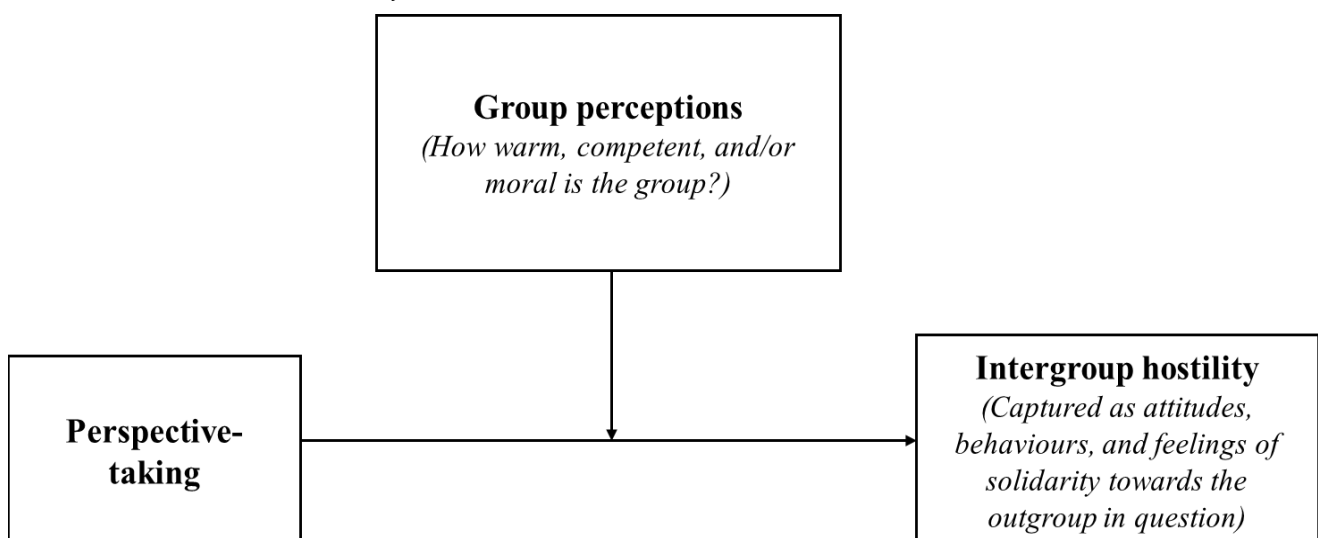 Group perceptions
(How warm, competent, and/or
moral is the group?)
Perspective-
taking
Intergroup hostility
(Captured as attitudes,
behaviours, and feelings of
solidarity towards the
outgroup in question)